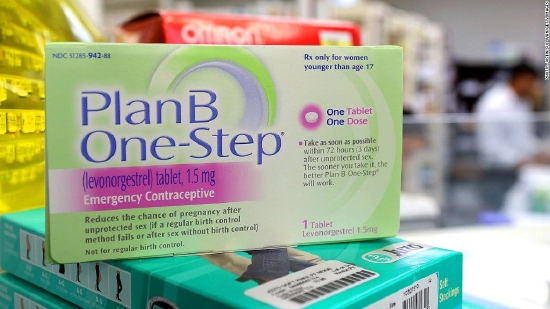 OMRON
NDC 51285-942-88
Rx only for women
younger than age 17
Plan B
One-Step®
(levonorgestrel) tablet, 1.5 mg
Emergency Contraceptive
Reduces the chance of pregnancy after
unprotected sex (if a regular birth control
method fails or after sex without birth control)
Not for regular birth control.
One Tablet
One Dose
Take as soon as possible
within 72 hours (3 days)
after unprotected sex.
The sooner you take it, the
better Plan B One-Step®
will work.
1 Tablet
Levonorgestrel 1.5mg
Soft
Stockings